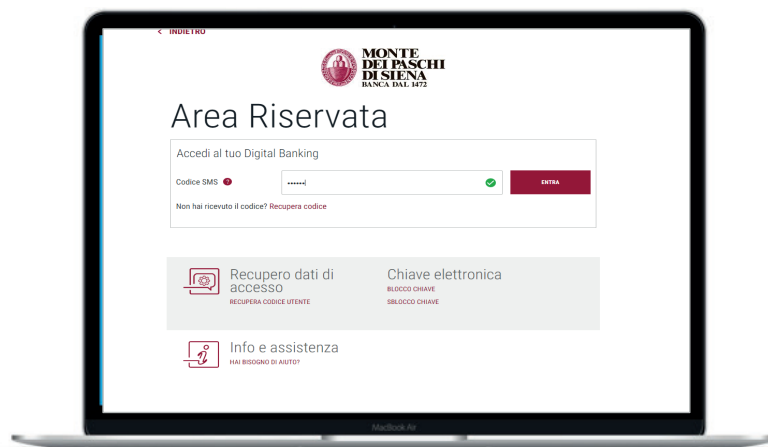 < INDIETRO
MONTE
DEI PASCHI
DI SIENA
BANCA DAL 1472
Area Riservata
Accedi al tuo Digital Banking
Codice SMS ? ••••••
ENTRA
Non hai ricevuto il codice? Recupera codice
Recupero dati di
accesso
RECUPERA CODICE UTENTE
Chiave elettronica
BLOCCO CHIAVE
SBLOCCO CHIAVE
Info e assistenza
HAI BISOGNO DI AIUTO?
MacBook Air